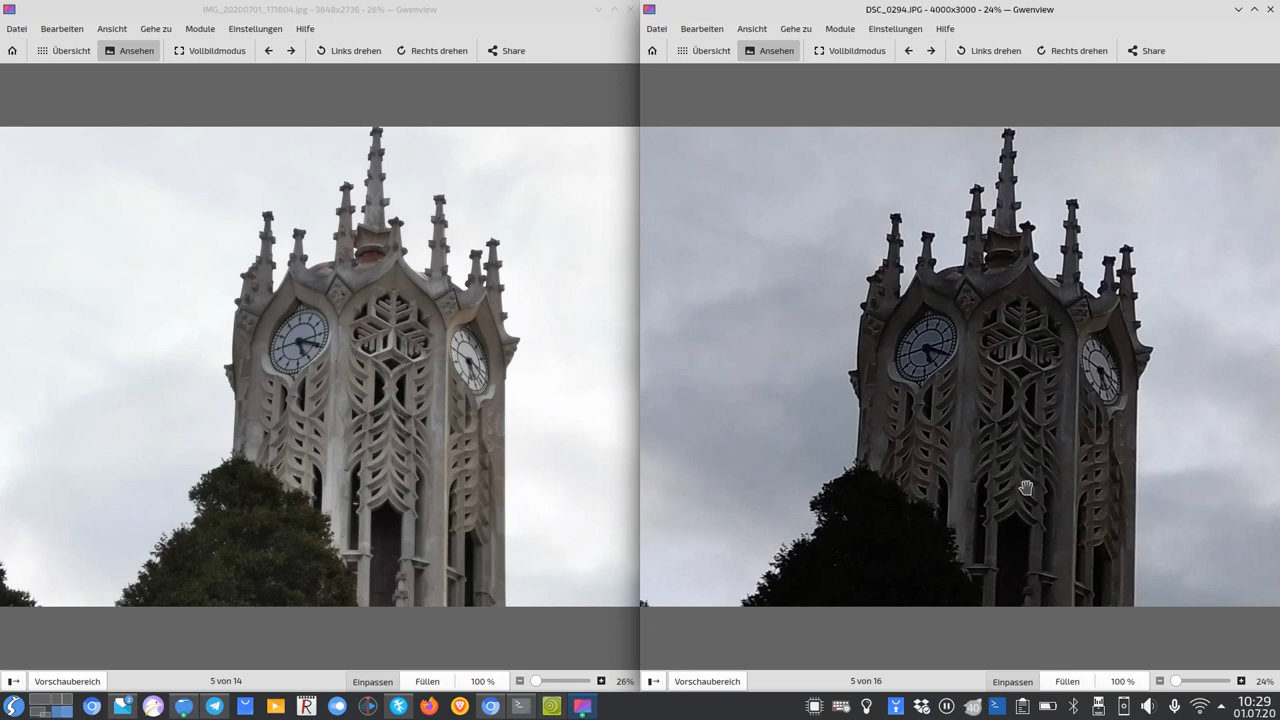 IMG_20200701_171804.jpg - 3648x2736 - 26% — Gwenview
Datei Bearbeiten Ansicht Gehe zu Module Einstellungen Hilfe
Übersicht Ansehen Vollbildmodus Links drehen Rechts drehen Share
Vorschaubereich 5 von 14 Einpassen Füllen 100 % 26%
DSC_0294.JPG - 4000x3000 - 24% — Gwenview
Datei Bearbeiten Ansicht Gehe zu Module Einstellungen Hilfe
Übersicht Ansehen Vollbildmodus Links drehen Rechts drehen Share
Vorschaubereich 5 von 16 Einpassen Füllen 100 % 24%
40
10:29
01.07.20